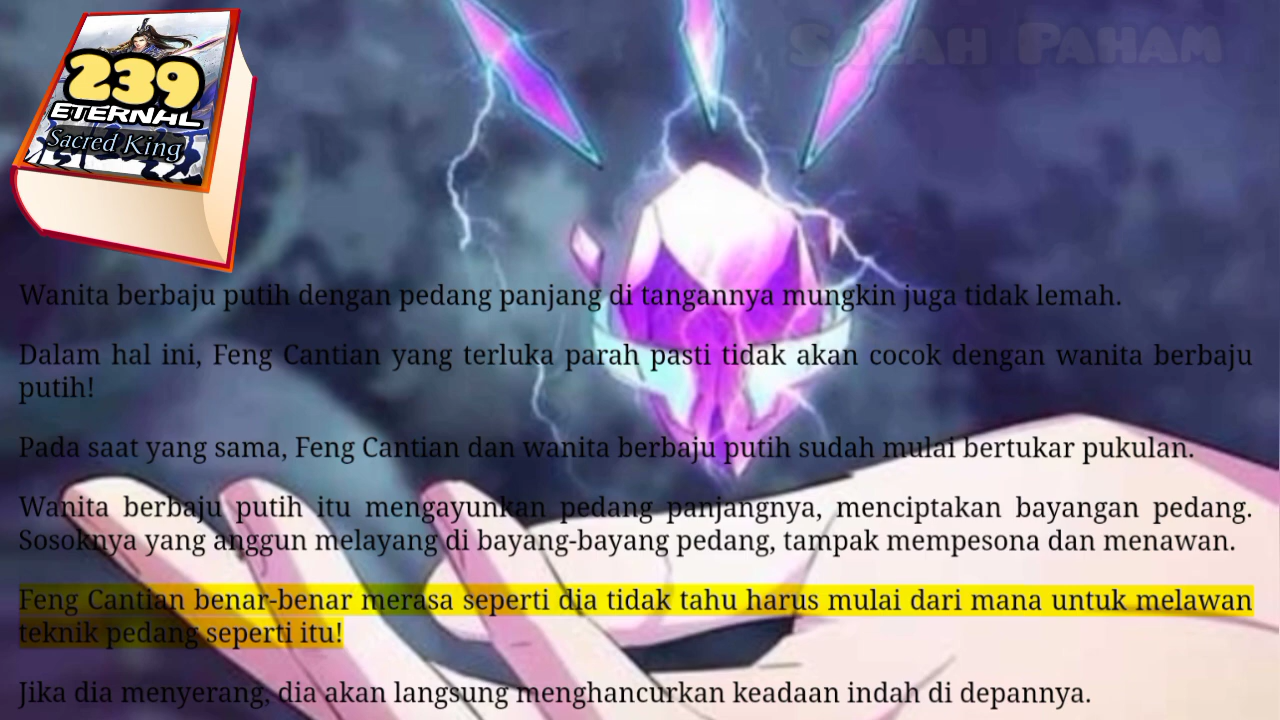 Salah Paham
239
ETERNAL
Sacred King
Wanita berbaju putih dengan pedang panjang di tangannya mungkin juga tidak lemah.
Dalam hal ini, Feng Cantian yang terluka parah pasti tidak akan cocok dengan wanita berbaju
putih!
Pada saat yang sama, Feng Cantian dan wanita berbaju putih sudah mulai bertukar pukulan.
Wanita berbaju putih itu mengayunkan pedang panjangnya, menciptakan bayangan pedang.
Sosoknya yang anggun melayang di bayang-bayang pedang, tampak mempesona dan menawan.
Feng Cantian benar-benar merasa seperti dia tidak tahu harus mulai dari mana untuk melawan
teknik pedang seperti itu!
Jika dia menyerang, dia akan langsung menghancurkan keadaan indah di depannya.